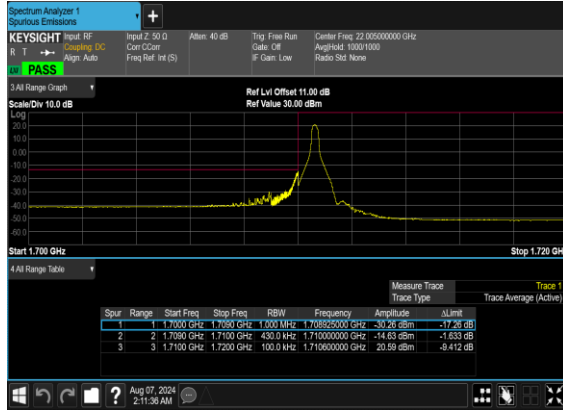 Spectrum Analyzer 1
Spurious Emissions
KEYSIGHT Input: RF Input Z: 50 Ω Atten: 40 dB Trig: Free Run Center Freq: 22.005000000 GHz
R T Coupling: DC Corr CCorr Gate: Off Avg|Hold: 1000/1000
Align: Auto Freq Ref: Int (S) IF Gain: Low Radio Std: None
PASS
3 All Range Graph
Ref Lvl Offset 11.00 dB
Scale/Div 10.0 dB Ref Value 30.00 dBm
Log
20.0
10.0
0.00
-10.0
-20.0
-30.0
-40.0
-50.0
-60.0
Start 1.700 GHz Stop 1.720 GH
4 All Range Table
Measure Trace Trace 1
Trace Type Trace Average (Active)
Spur Range Start Freq Stop Freq RBW Frequency Amplitude ΔLimit
1 1 1.7000 GHz 1.7090 GHz 1.000 MHz 1.708925000 GHz -30.26 dBm -17.26 dB
2 2 1.7090 GHz 1.7100 GHz 430.0 kHz 1.710000000 GHz -14.63 dBm -1.633 dB
3 3 1.7100 GHz 1.7200 GHz 100.0 kHz 1.710600000 GHz 20.59 dBm -9.412 dB
? Aug 07, 2024
2:11:36 AM